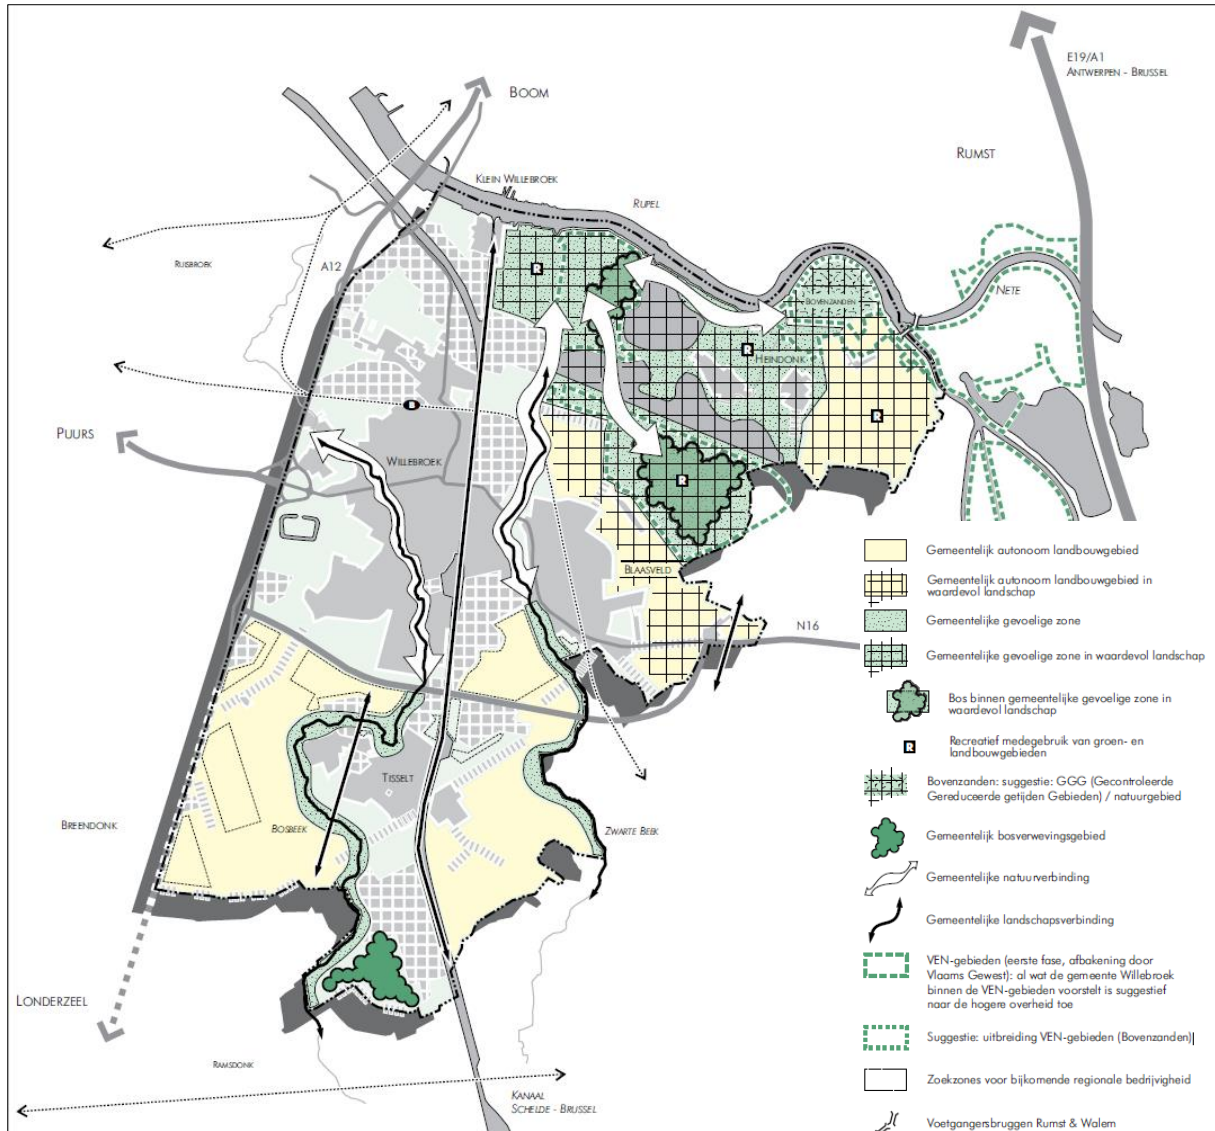 E19/A1
ANTWERPEN - BRUSSEL
BOOM
RUMST
KLEIN WILLEBROEK
RUPEL
RUISBROEK
A12
NETE
BOVENZANDEN
R
R
HEINDONK
R
B
PUURS
WILLEBROEK
R
BLAASVELD
N16
TISSELT
BREENDONK
BOSBEEK
ZWARTE BEEK
LONDERZEEL
RAMSDONK
KANAAL
SCHELDE - BRUSSEL
Gemeentelijk autonoom landbouwgebied
Gemeentelijk autonoom landbouwgebied in
waardevol landschap
Gemeentelijke gevoelige zone
Gemeentelijke gevoelige zone in waardevol landschap
Bos binnen gemeentelijke gevoelige zone in
waardevol landschap
R
Recreatief medegebruik van groen- en
landbouwgebieden
Bovenzanden: suggestie: GGG (Gecontroleerde
Gereduceerde getijden Gebieden) / natuurgebied
Gemeentelijk bosverwevingsgebied
Gemeentelijke natuurverbinding
Gemeentelijke landschapsverbinding
VEN-gebieden (eerste fase, afbakening door
Vlaams Gewest): al wat de gemeente Willebroek
binnen de VEN-gebieden voorstelt is suggestief
naar de hogere overheid toe
Suggestie: uitbreiding VEN-gebieden (Bovenzanden)
Zoekzones voor bijkomende regionale bedrijvigheid
Voetgangersbruggen Rumst & Walem